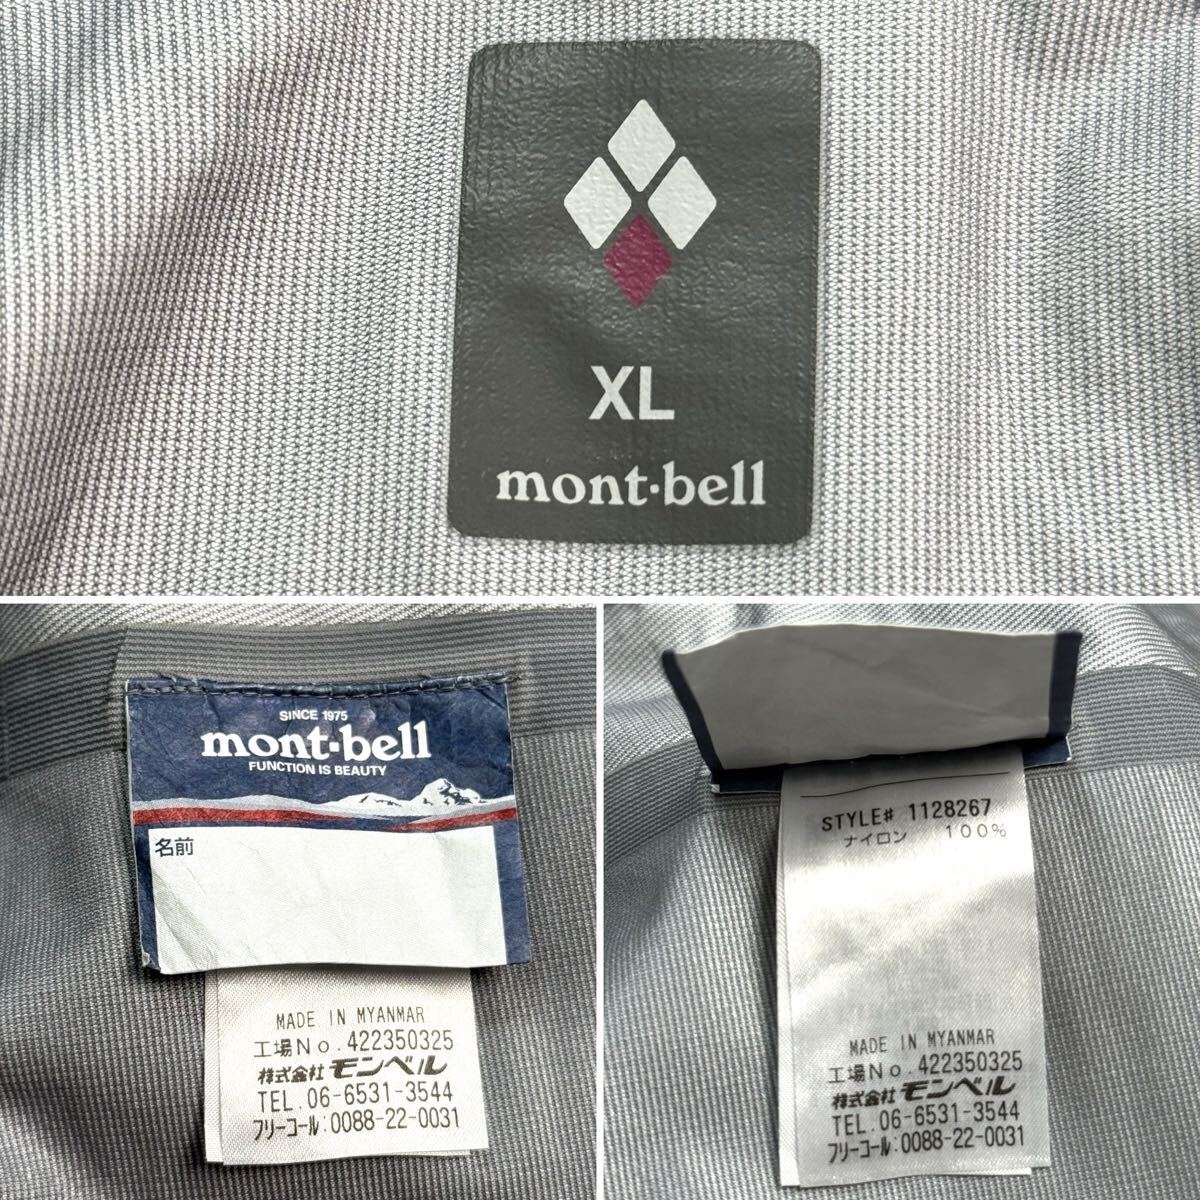 XL
mont·bell
SINCE 1975
mont·bell
FUNCTION IS BEAUTY
名前
MADE IN MYANMAR
工場No.422350325
株式会社モンベル
TEL.06-6531-3544
フリーコール:0088-22-0031
STYLE# 1128267
ナイロン 100%
MADE IN MYANMAR
工場No.422350325
株式会社モンベル
TEL.06-6531-3544
フリーコール:0088-22-0031